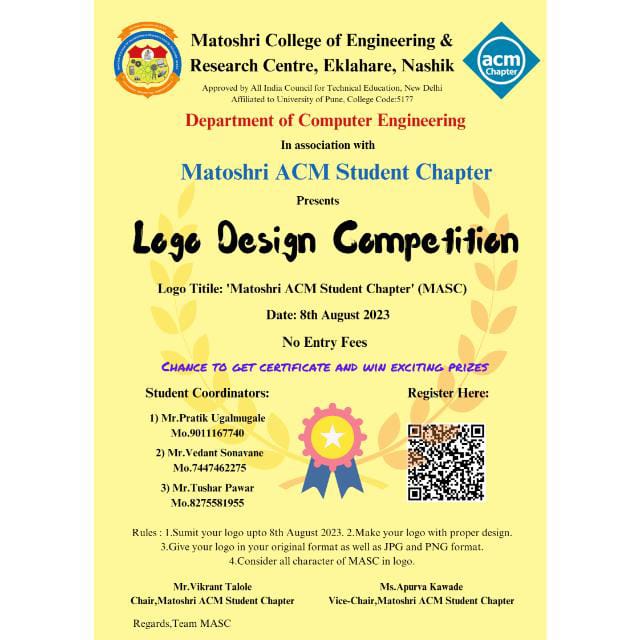 Matoshri College of Engineering &
Research Centre, Eklahare, Nashik
acm
Chapter
Approved by All India Council for Technical Education, New Delhi
Affiliated to University of Pune, College Code:5177
Department of Computer Engineering
In association with
Matoshri ACM Student Chapter
Presents
Logo Design Competition
Logo Titile: 'Matoshri ACM Student Chapter' (MASC)
Date: 8th August 2023
No Entry Fees
Chance to get certificate and win exciting prizes
Student Coordinators:
1) Mr.Pratik Ugalmugale
Mo.9011167740
2) Mr.Vedant Sonavane
Mo.7447462275
3) Mr.Tushar Pawar
Mo.8275581955
Register Here:
Rules : 1.Sumit your logo upto 8th August 2023. 2.Make your logo with proper design.
3.Give your logo in your original format as well as JPG and PNG format.
4.Consider all character of MASC in logo.
Mr.Vikrant Talole
Chair,Matoshri ACM Student Chapter
Ms.Apurva Kawade
Vice-Chair,Matoshri ACM Student Chapter
Regards,Team MASC